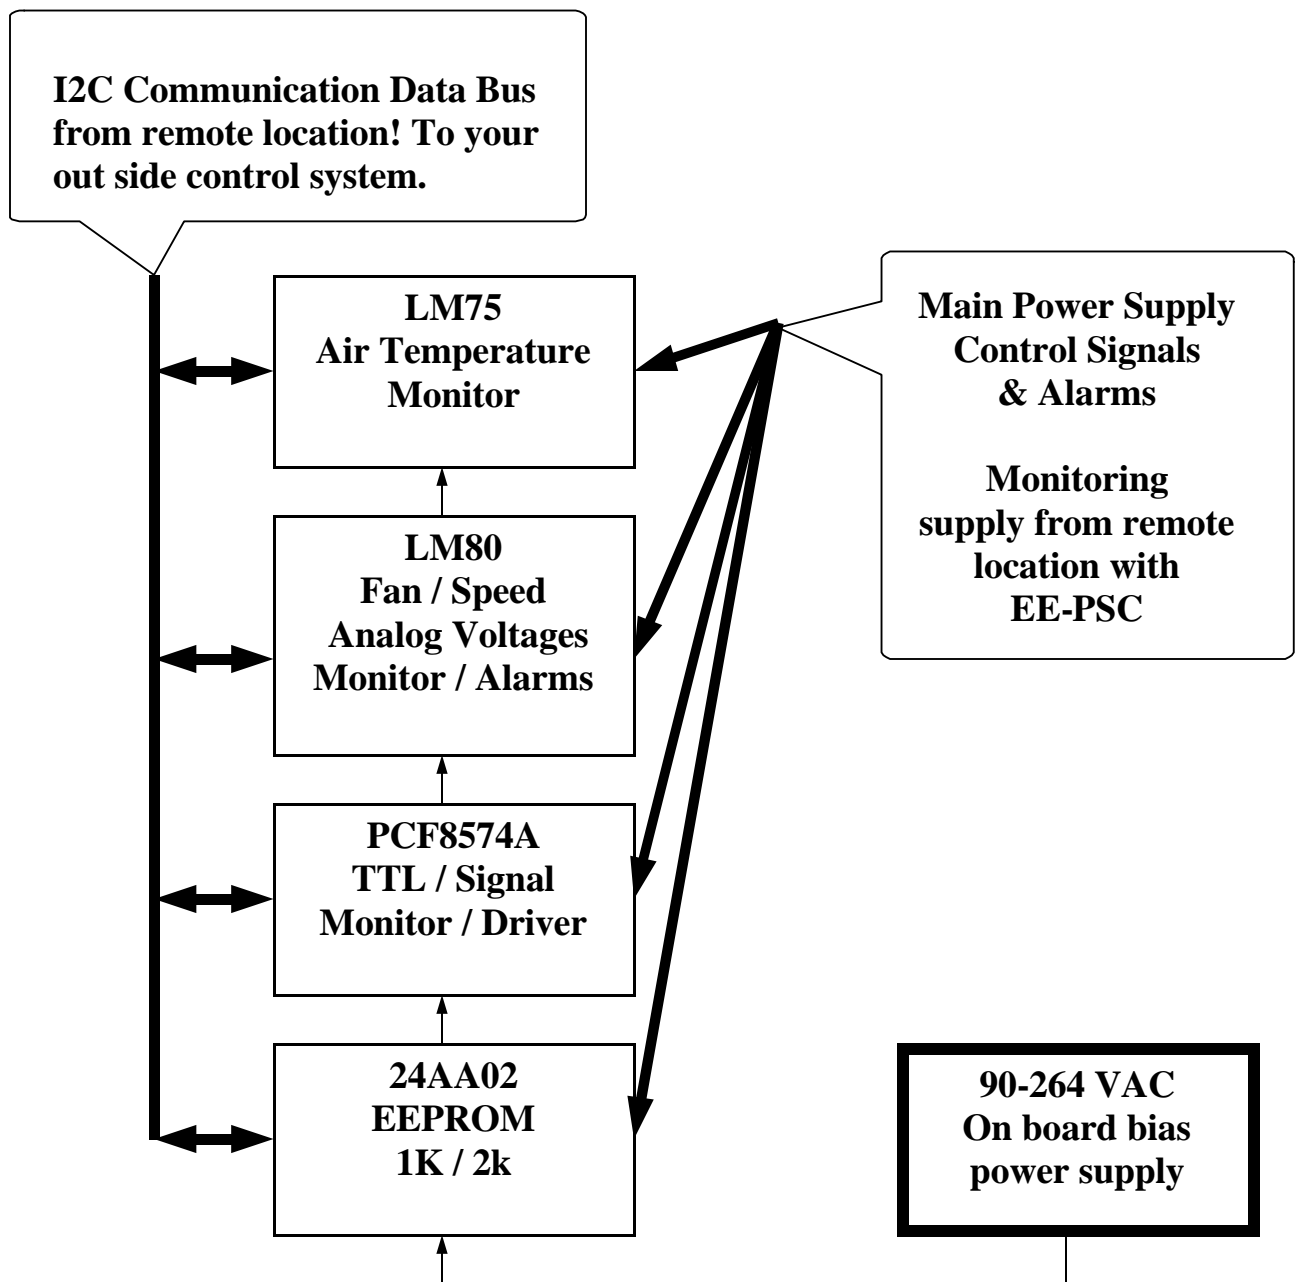 I2C Communication Data Bus
from remote location! To your
out side control system.
LM75
Air Temperature
Monitor
Main Power Supply
Control Signals
& Alarms
Monitoring
supply from remote
location with
EE-PSC
LM80
Fan / Speed
Analog Voltages
Monitor / Alarms
PCF8574A
TTL / Signal
Monitor / Driver
24AA02
EEPROM
1K / 2k
90-264 VAC
On board bias
power supply